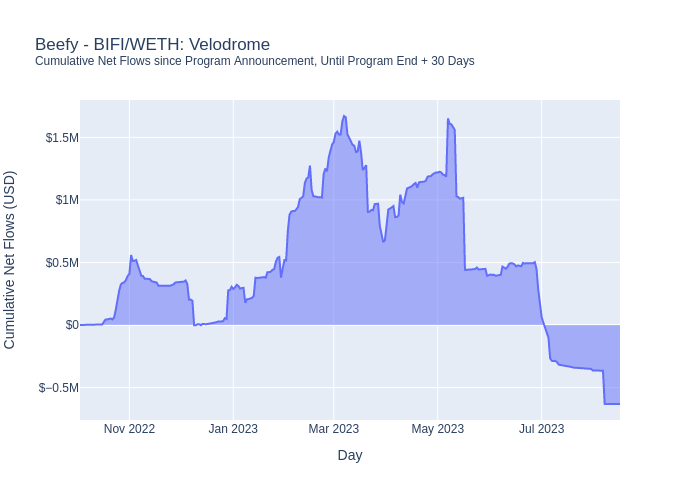 Beefy - BIFI/WETH: Velodrome
Cumulative Net Flows since Program Announcement, Until Program End + 30 Days
Cumulative Net Flows (USD)
$1.5M
$1M
$0.5M
$0
$−0.5M
Nov 2022
Jan 2023
Mar 2023
May 2023
Jul 2023
Day